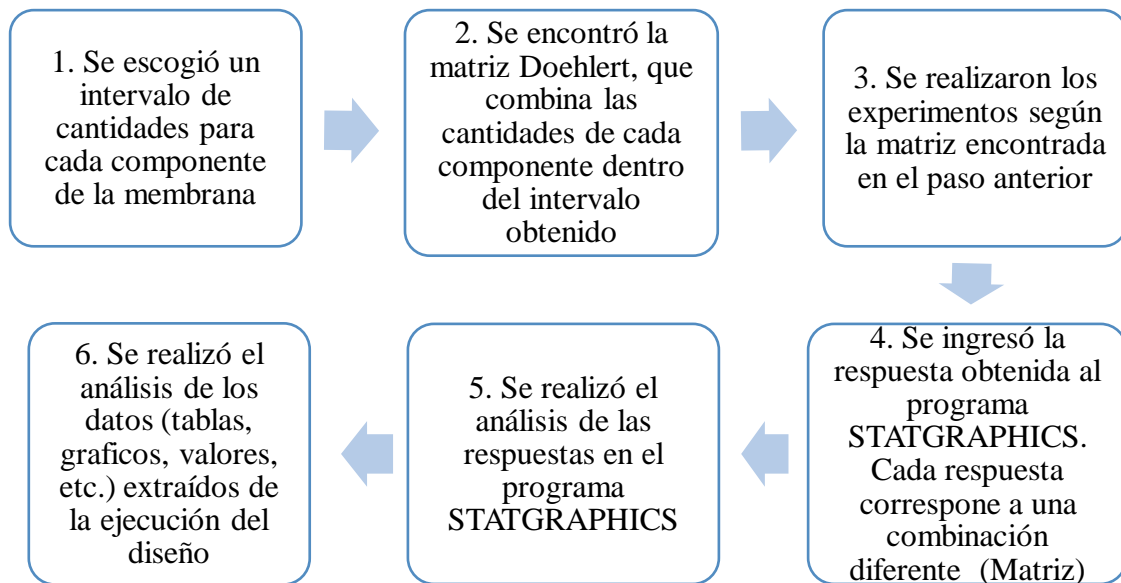 1. Se escogió un
intervalo de
cantidades para
cada componente
de la membrana
2. Se encontró la
matriz Doehlert, que
combina las
cantidades de cada
componente dentro
del intervalo
obtenido
3. Se realizaron los
experimentos según
la matriz encontrada
en el paso anterior
4. Se ingresó la
respuesta obtenida al
programa
STATGRAPHICS.
Cada respuesta
correspone a una
combinación
diferente (Matriz)
5. Se realizó el
análisis de las
respuestas en el
programa
STATGRAPHICS
6. Se realizó el
análisis de los
datos (tablas,
graficos, valores,
etc.) extraídos de
la ejecución del
diseño